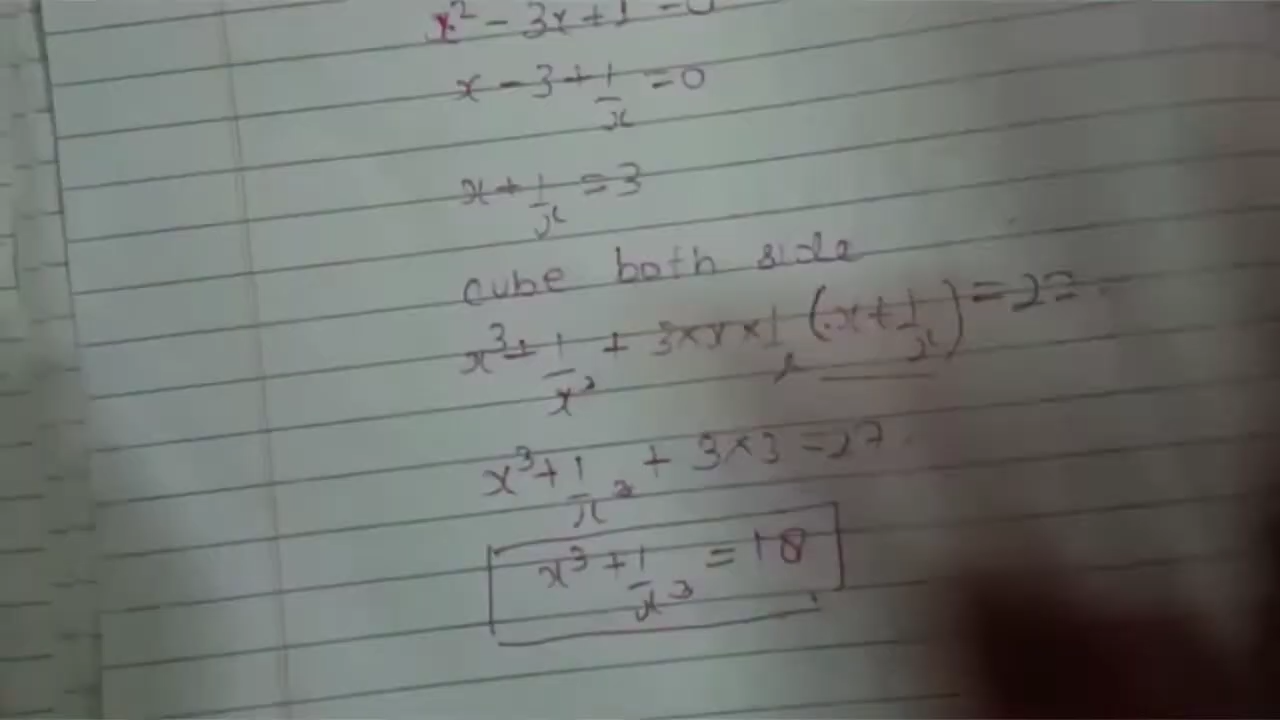 x² - 3x + 1 = 0
x - 3 + 1/x = 0
x + 1/x = 3
cube both side
x³ + 1/x³ + 3 × x × 1/x (x + 1/x) = 27
x³ + 1/x³ + 3 × 3 = 27
x³ + 1/x³ = 18